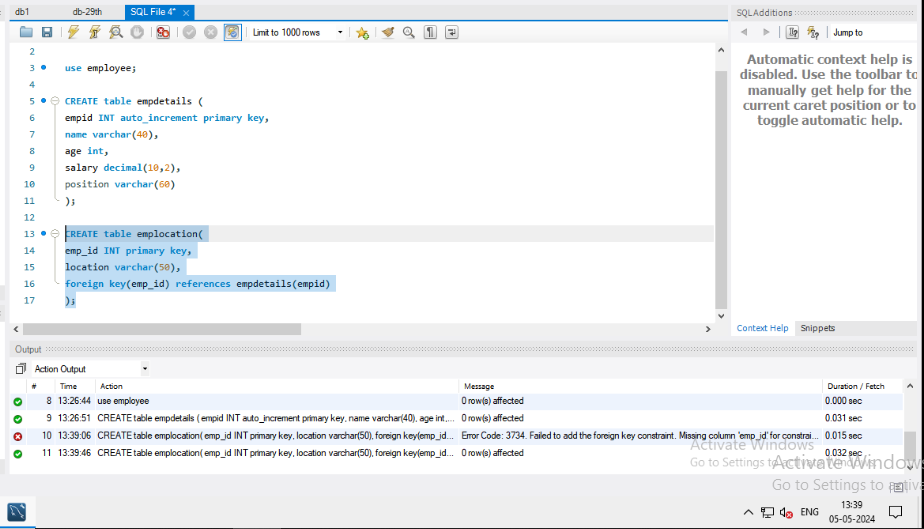 db1 db-29th SQL File 4* ×
Limit to 1000 rows
2
3 use employee;
4
5 CREATE table empdetails (
6 empid INT auto_increment primary key,
7 name varchar(40),
8 age int,
9 salary decimal(10,2),
10 position varchar(60)
11 );
12
13 CREATE table emplocation(
14 emp_id INT primary key,
15 location varchar(50),
16 foreign key(emp_id) references empdetails(empid)
17 );
SQLAdditions
Jump to
Automatic context help is
disabled. Use the toolbar to
manually get help for the
current caret position or to
toggle automatic help.
Context Help Snippets
Output
Action Output
# Time Action Message Duration / Fetch
8 13:26:44 use employee 0 row(s) affected 0.000 sec
9 13:26:51 CREATE table empdetails ( empid INT auto_increment primary key, name varchar(40), age int,... 0 row(s) affected 0.031 sec
10 13:39:06 CREATE table emplocation( emp_id INT primary key, location varchar(50), foreign key(emp_id... Error Code: 3734. Failed to add the foreign key constraint. Missing column 'emp_id' for constrai... 0.015 sec
11 13:39:46 CREATE table emplocation( emp_id INT primary key, location varchar(50), foreign key(emp_id... 0 row(s) affected 0.032 sec
Activate Windows
Go to Settings to activate Windows.
Activate Windows
Go to Settings to activa
ENG
13:39
05-05-2024